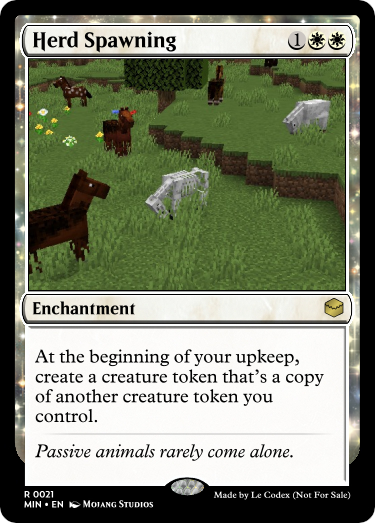 Herd Spawning 1
Enchantment
At the beginning of your upkeep,
create a creature token that's a copy
of another creature token you
control.
Passive animals rarely come alone.
R 0021
MIN • EN Mojang Studios
Made by Le Codex (Not For Sale)